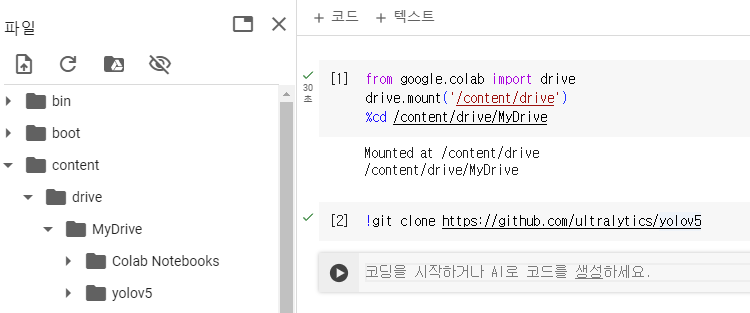 파일
bin
boot
content
drive
MyDrive
Colab Notebooks
yolov5
+ 코드 + 텍스트
30
초
[1] from google.colab import drive
drive.mount('/content/drive')
%cd /content/drive/MyDrive
Mounted at /content/drive
/content/drive/MyDrive
[2] !git clone https://github.com/ultralytics/yolov5
코딩을 시작하거나 AI로 코드를 생성하세요.